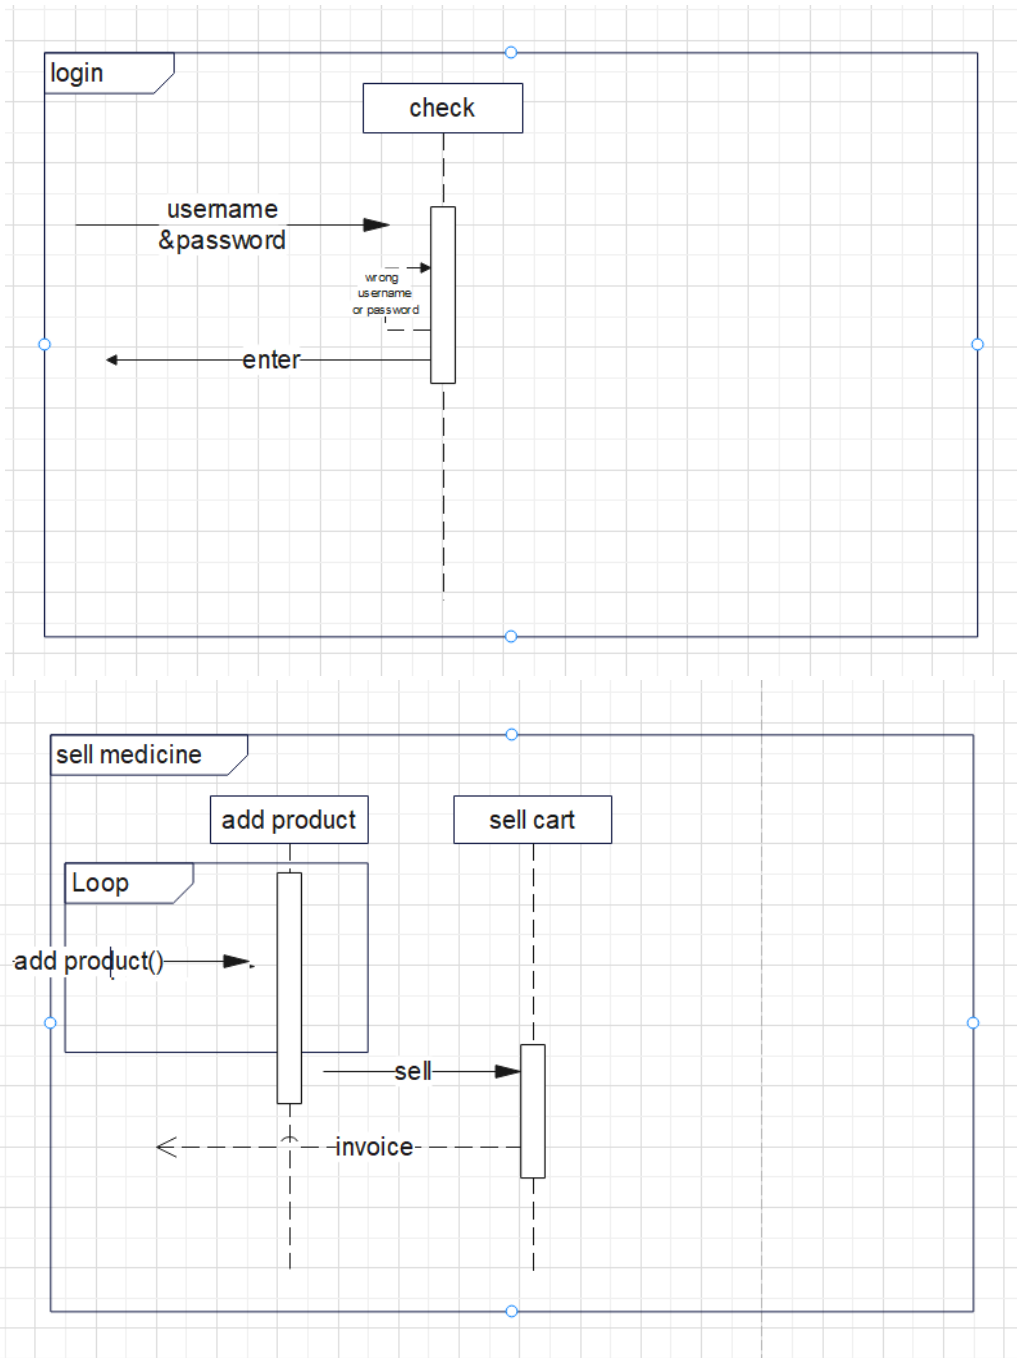 login
check
username
&password
wrong
username
or password
enter
sell medicine
add product
sell cart
Loop
add product()
sell
invoice